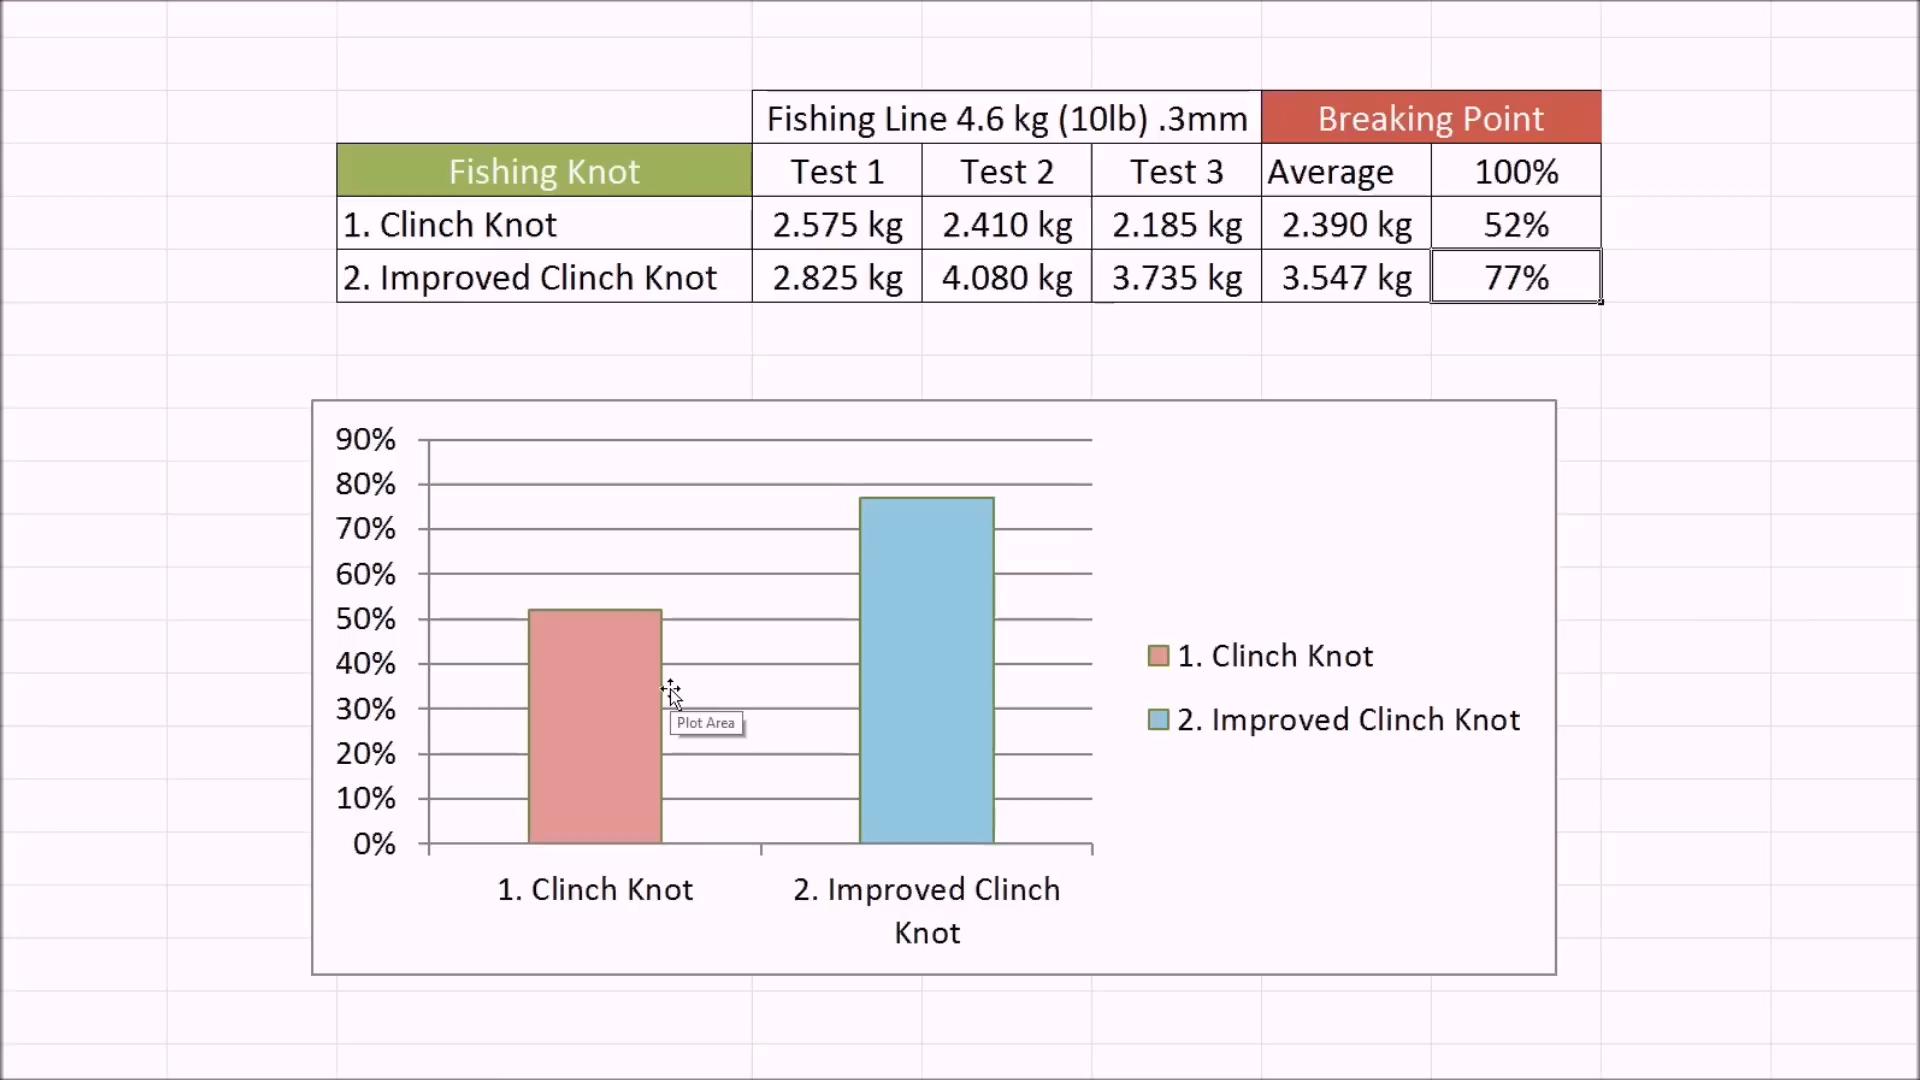 Fishing Line 4.6 kg (10lb) .3mm Breaking Point
Fishing Knot Test 1 Test 2 Test 3 Average 100%
1. Clinch Knot 2.575 kg 2.410 kg 2.185 kg 2.390 kg 52%
2. Improved Clinch Knot 2.825 kg 4.080 kg 3.735 kg 3.547 kg 77%
90%
80%
70%
60%
50%
40%
30%
20%
10%
0%
Plot Area
1. Clinch Knot
2. Improved Clinch
Knot
1. Clinch Knot
2. Improved Clinch Knot